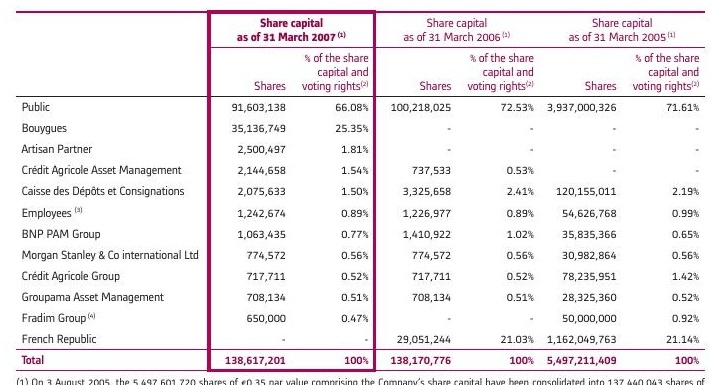 Share capital as of 31 March 2007 (1) Share capital as of 31 March 2006 (1) Share capital as of 31 March 2005 (1)
Shares % of the share capital and voting rights(2) Shares % of the share capital and voting rights(2) Shares % of the share capital and voting rights(2)
Public 91,603,138 66.08% 100,218,025 72.53% 3,937,000,326 71.61%
Bouygues 35,136,749 25.35% - - - -
Artisan Partner 2,500,497 1.81% - - - -
Crédit Agricole Asset Management 2,144,658 1.54% 737,533 0.53% - -
Caisse des Dépôts et Consignations 2,075,633 1.50% 3,325,658 2.41% 120,155,011 2.19%
Employees (3) 1,242,674 0.89% 1,226,977 0.89% 54,626,768 0.99%
BNP PAM Group 1,063,435 0.77% 1,410,922 1.02% 35,835,366 0.65%
Morgan Stanley & Co international Ltd 774,572 0.56% 774,572 0.56% 30,982,864 0.56%
Crédit Agricole Group 717,711 0.52% 717,711 0.52% 78,235,951 1.42%
Groupama Asset Management 708,134 0.51% 708,134 0.51% 28,325,360 0.52%
Fradim Group (4) 650,000 0.47% - - 50,000,000 0.92%
French Republic - - 29,051,244 21.03% 1,162,049,763 21.14%
Total 138,617,201 100% 138,170,776 100% 5,497,211,409 100%
(1) On 3 August 2005, the 5,497,601,720 shares of €0.35 par value comprising the Company's share capital have been consolidated into 137,440,043 shares of